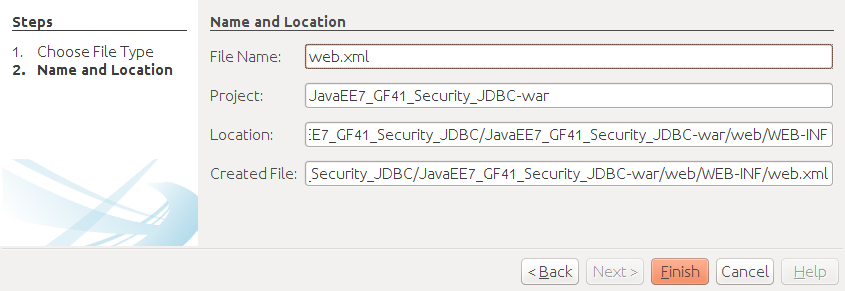 Steps
1. Choose File Type
2. Name and Location
Name and Location
File Name: web.xml
Project: JavaEE7_GF41_Security_JDBC-war
Location: EE7_GF41_Security_JDBC/JavaEE7_GF41_Security_JDBC-war/web/WEB-INF
Created File: _Security_JDBC/JavaEE7_GF41_Security_JDBC-war/web/WEB-INF/web.xml
< Back Next > Finish Cancel Help